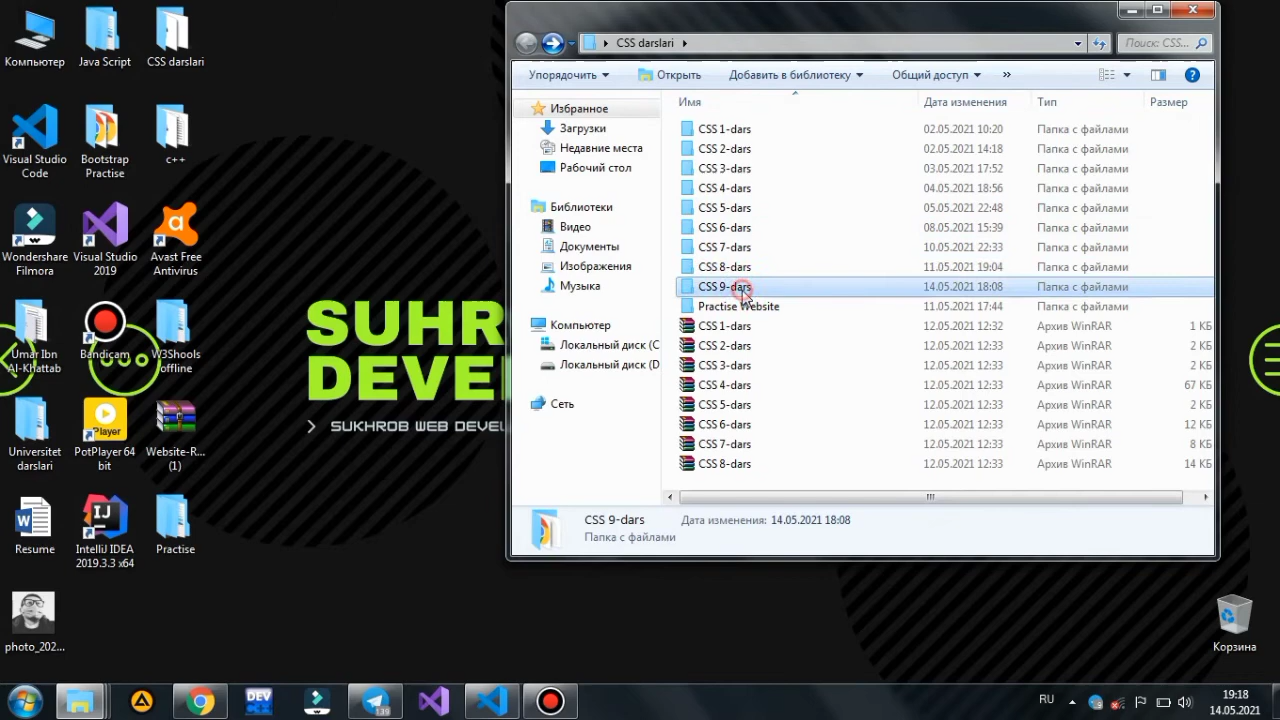 Компьютер
Java Script
CSS darslari
Visual Studio
Code
Bootstrap
Practise
c++
Wondershare
Filmora
Visual Studio
2019
Avast Free
Antivirus
Umar Ibn
Al-Khattab
Bandicam
W3Shools
offline
Universitet
darslari
PotPlayer 64
bit
Website-R...
(1)
Resume
IntelliJ IDEA
2019.3.3 x64
Practise
photo_202...
Корзина
SUHR
DEVE
SUKHROB WEB DEVEL
CSS darslari
Поиск: CSS...
Упорядочить
Открыть
Добавить в библиотеку
Общий доступ
»
Избранное
Загрузки
Недавние места
Рабочий стол
Библиотеки
Видео
Документы
Изображения
Музыка
Компьютер
Локальный диск (C
Локальный диск (D
Сеть
Имя Дата изменения Тип Размер
CSS 1-dars 02.05.2021 10:20 Папка с файлами
CSS 2-dars 02.05.2021 14:18 Папка с файлами
CSS 3-dars 03.05.2021 17:52 Папка с файлами
CSS 4-dars 04.05.2021 18:56 Папка с файлами
CSS 5-dars 05.05.2021 22:48 Папка с файлами
CSS 6-dars 08.05.2021 15:39 Папка с файлами
CSS 7-dars 10.05.2021 22:33 Папка с файлами
CSS 8-dars 11.05.2021 19:04 Папка с файлами
CSS 9-dars 14.05.2021 18:08 Папка с файлами
Practise Website 11.05.2021 17:44 Папка с файлами
CSS 1-dars 12.05.2021 12:32 Архив WinRAR 1 КБ
CSS 2-dars 12.05.2021 12:33 Архив WinRAR 2 КБ
CSS 3-dars 12.05.2021 12:33 Архив WinRAR 2 КБ
CSS 4-dars 12.05.2021 12:33 Архив WinRAR 67 КБ
CSS 5-dars 12.05.2021 12:33 Архив WinRAR 2 КБ
CSS 6-dars 12.05.2021 12:33 Архив WinRAR 12 КБ
CSS 7-dars 12.05.2021 12:33 Архив WinRAR 8 КБ
CSS 8-dars 12.05.2021 12:33 Архив WinRAR 14 КБ
CSS 9-dars Дата изменения: 14.05.2021 18:08
Папка с файлами
Player
DEV
139
RU
19:18
14.05.2021